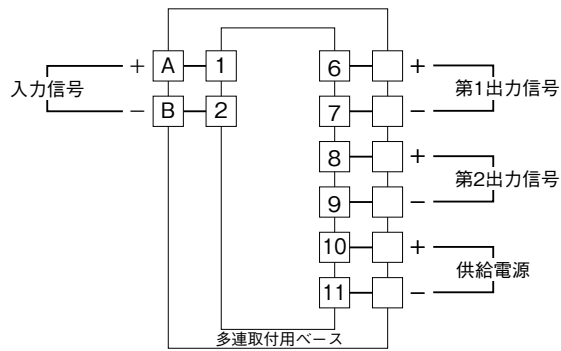 + A 1 6 +
入力信号 第1出力信号
− B 2 7 −
8 +
第2出力信号
9 −
10 +
供給電源
11 −
多連取付用ベース